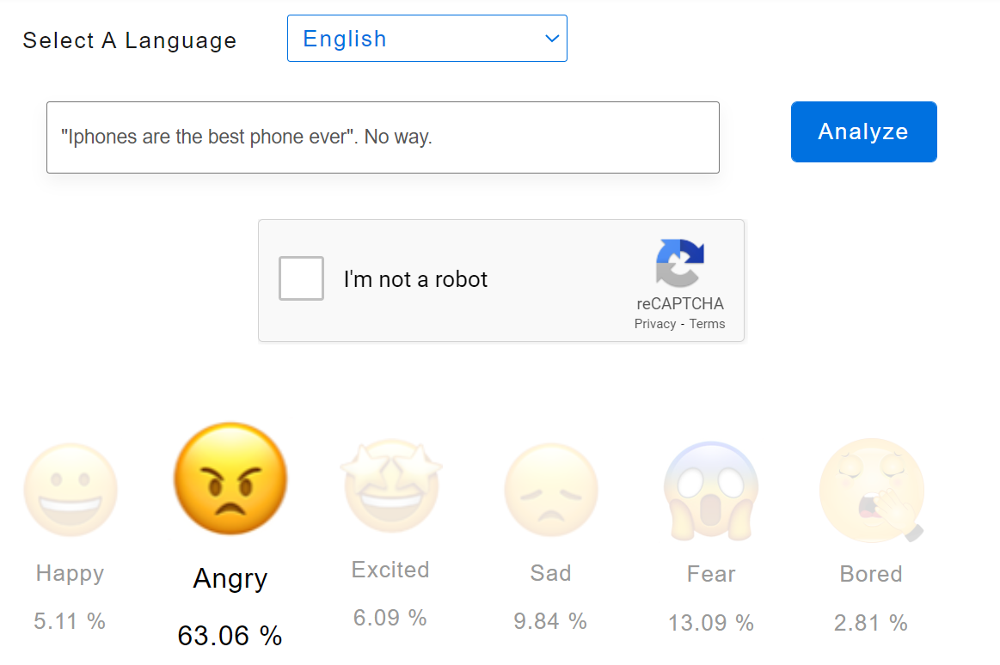 Select A Language
English
"Iphones are the best phone ever". No way.
Analyze
I'm not a robot
reCAPTCHA
Privacy - Terms
Happy
Angry
Excited
Sad
Fear
Bored
5.11 %
63.06 %
6.09 %
9.84 %
13.09 %
2.81 %